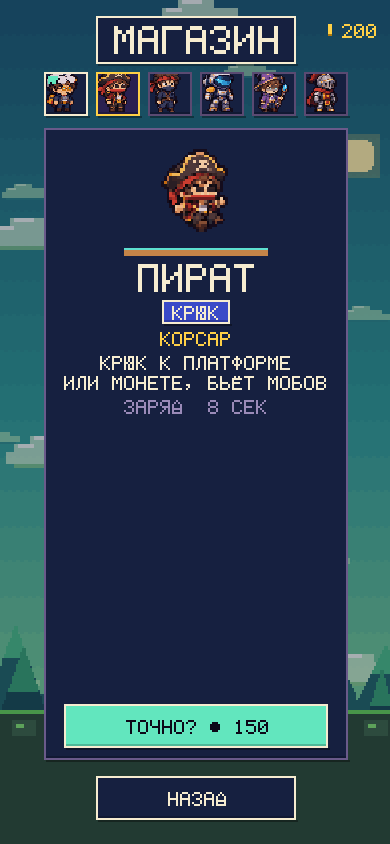 МАГАЗИН
200
ПИРАТ
КРЮК
КОРСАР
КРЮК К ПЛАТФОРМЕ
ИЛИ МОНЕТЕ, БЬЁТ МОБОВ
ЗАРЯД 8 СЕК
ТОЧНО? ● 150
НАЗАД